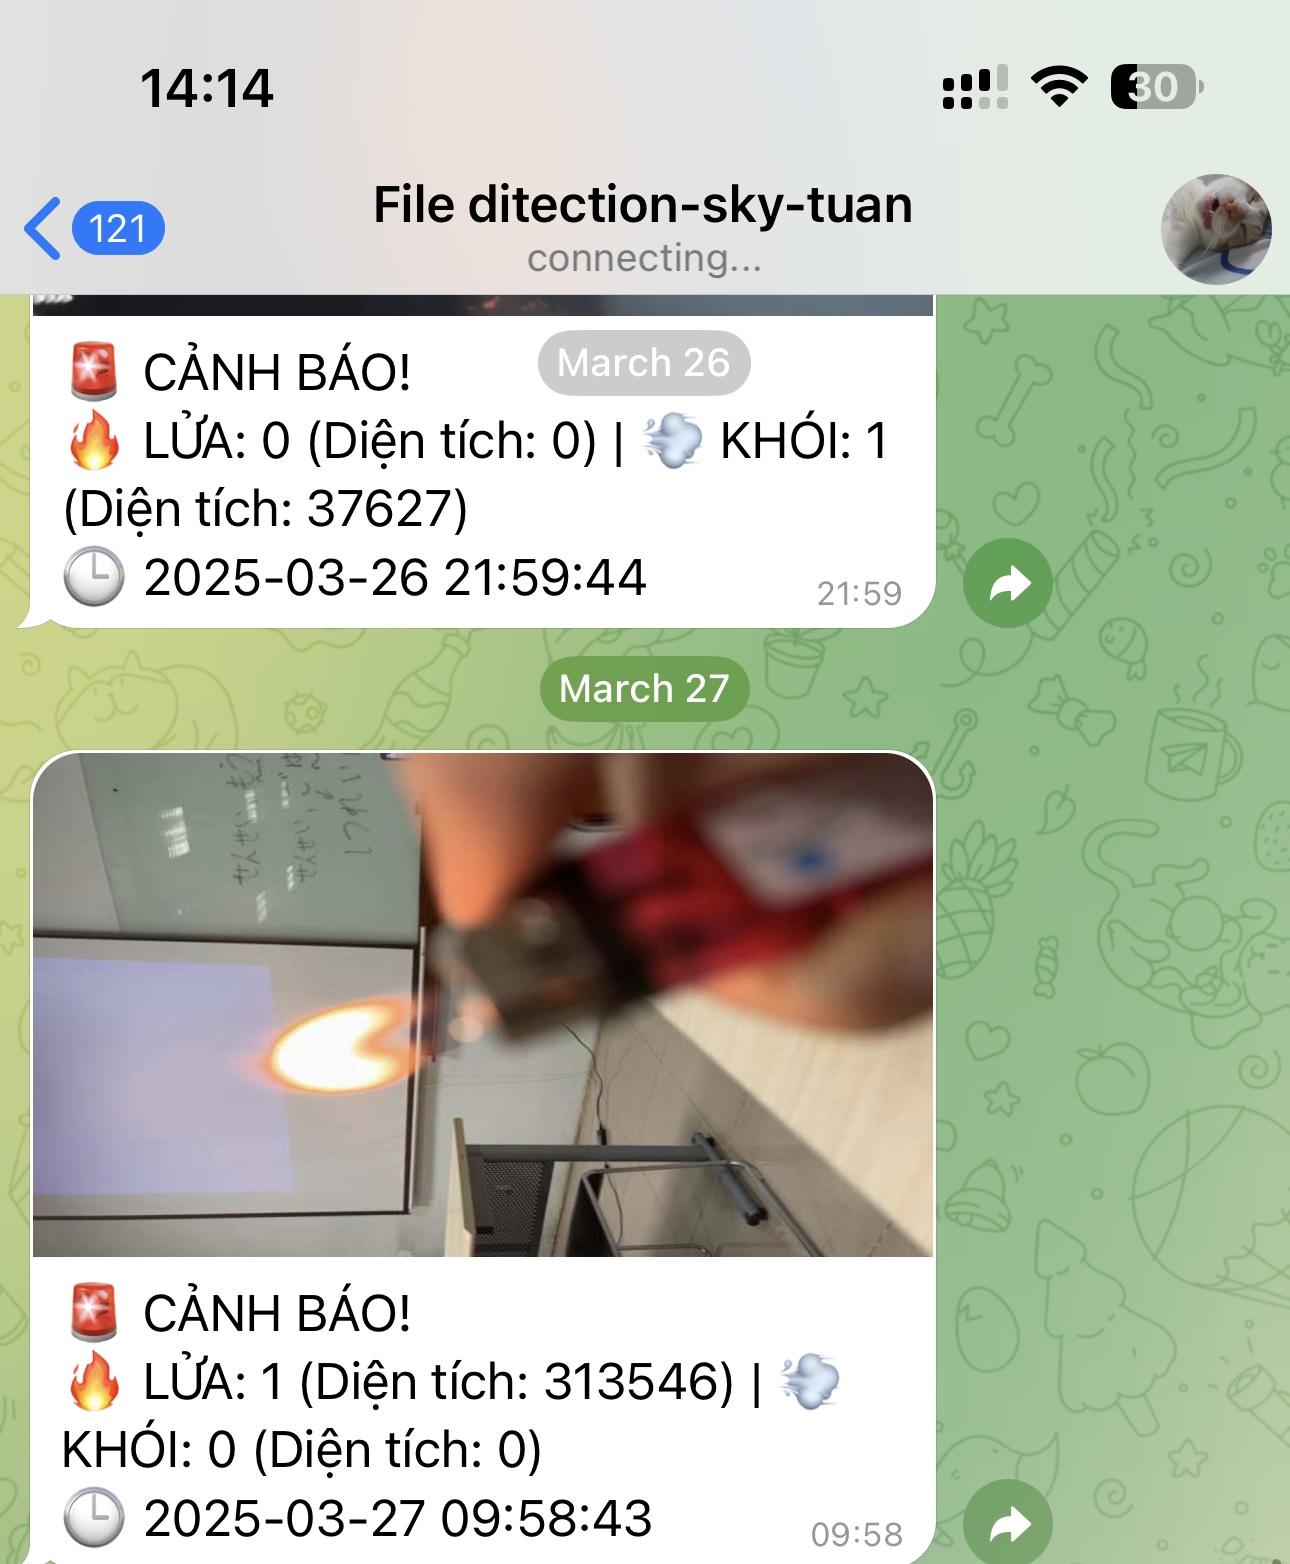 14:14
30
121
File ditection-sky-tuan
connecting...
🚨 CẢNH BÁO!
March 26
🔥 LỬA: 0 (Diện tích: 0) | 💨 KHÓI: 1
(Diện tích: 37627)
🕒 2025-03-26 21:59:44
21:59
March 27
🚨 CẢNH BÁO!
🔥 LỬA: 1 (Diện tích: 313546) | 💨
KHÓI: 0 (Diện tích: 0)
🕒 2025-03-27 09:58:43
09:58